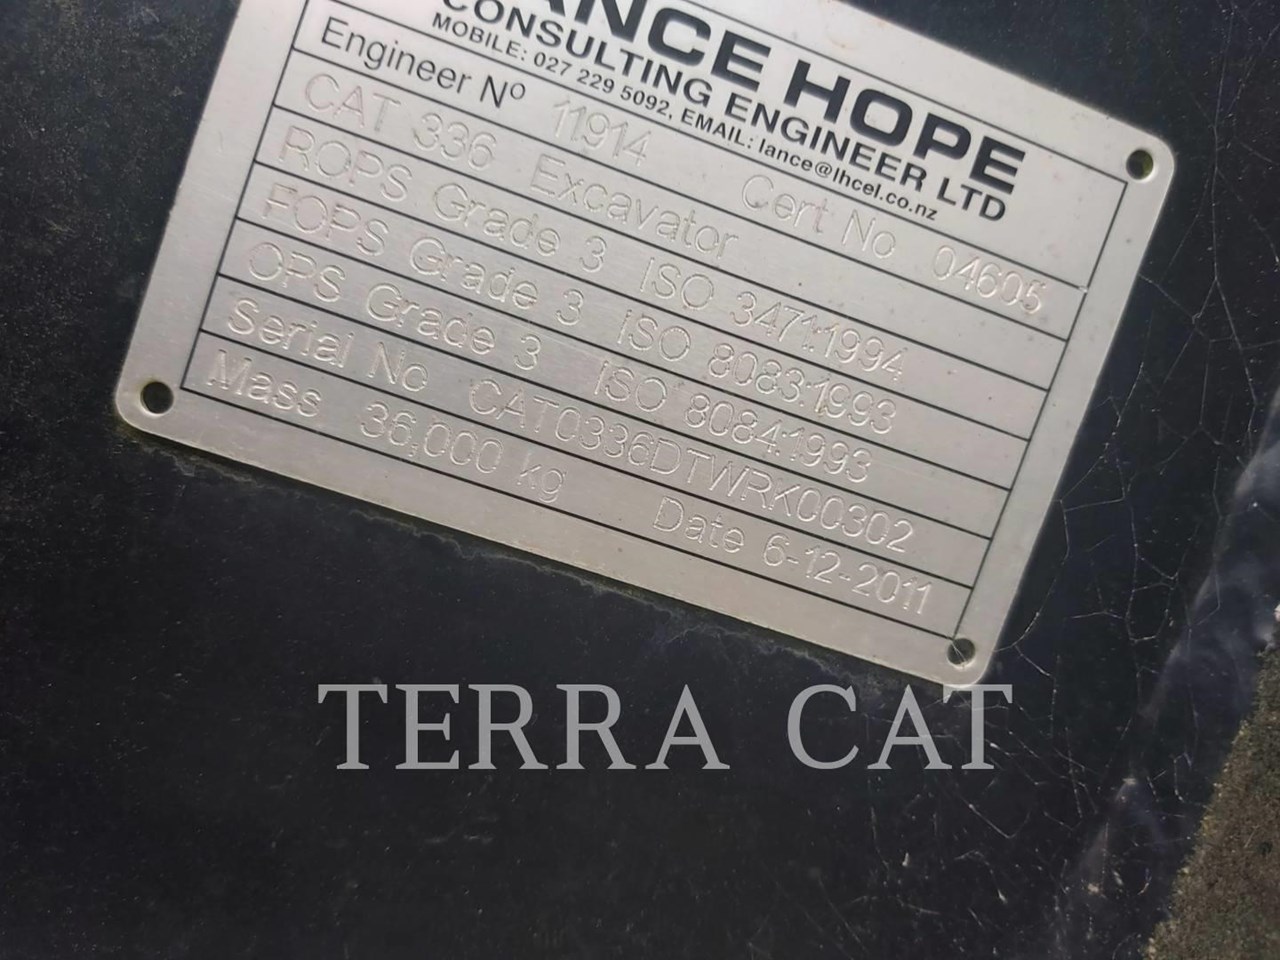 LANCE HOPE
CONSULTING ENGINEER LTD
MOBILE: 027 229 5092, EMAIL: lance@lhcel.co.nz
Engineer Nº 11914 Cert No 04605
CAT 336 Excavator
ROPS Grade 3 ISO 3471:1994
FOPS Grade 3 ISO 8083:1993
OPS Grade 3 ISO 8084:1993
Serial No CAT0336DTWRK00302
Mass 36,000 kg Date 6-12-2011
TERRA CAT